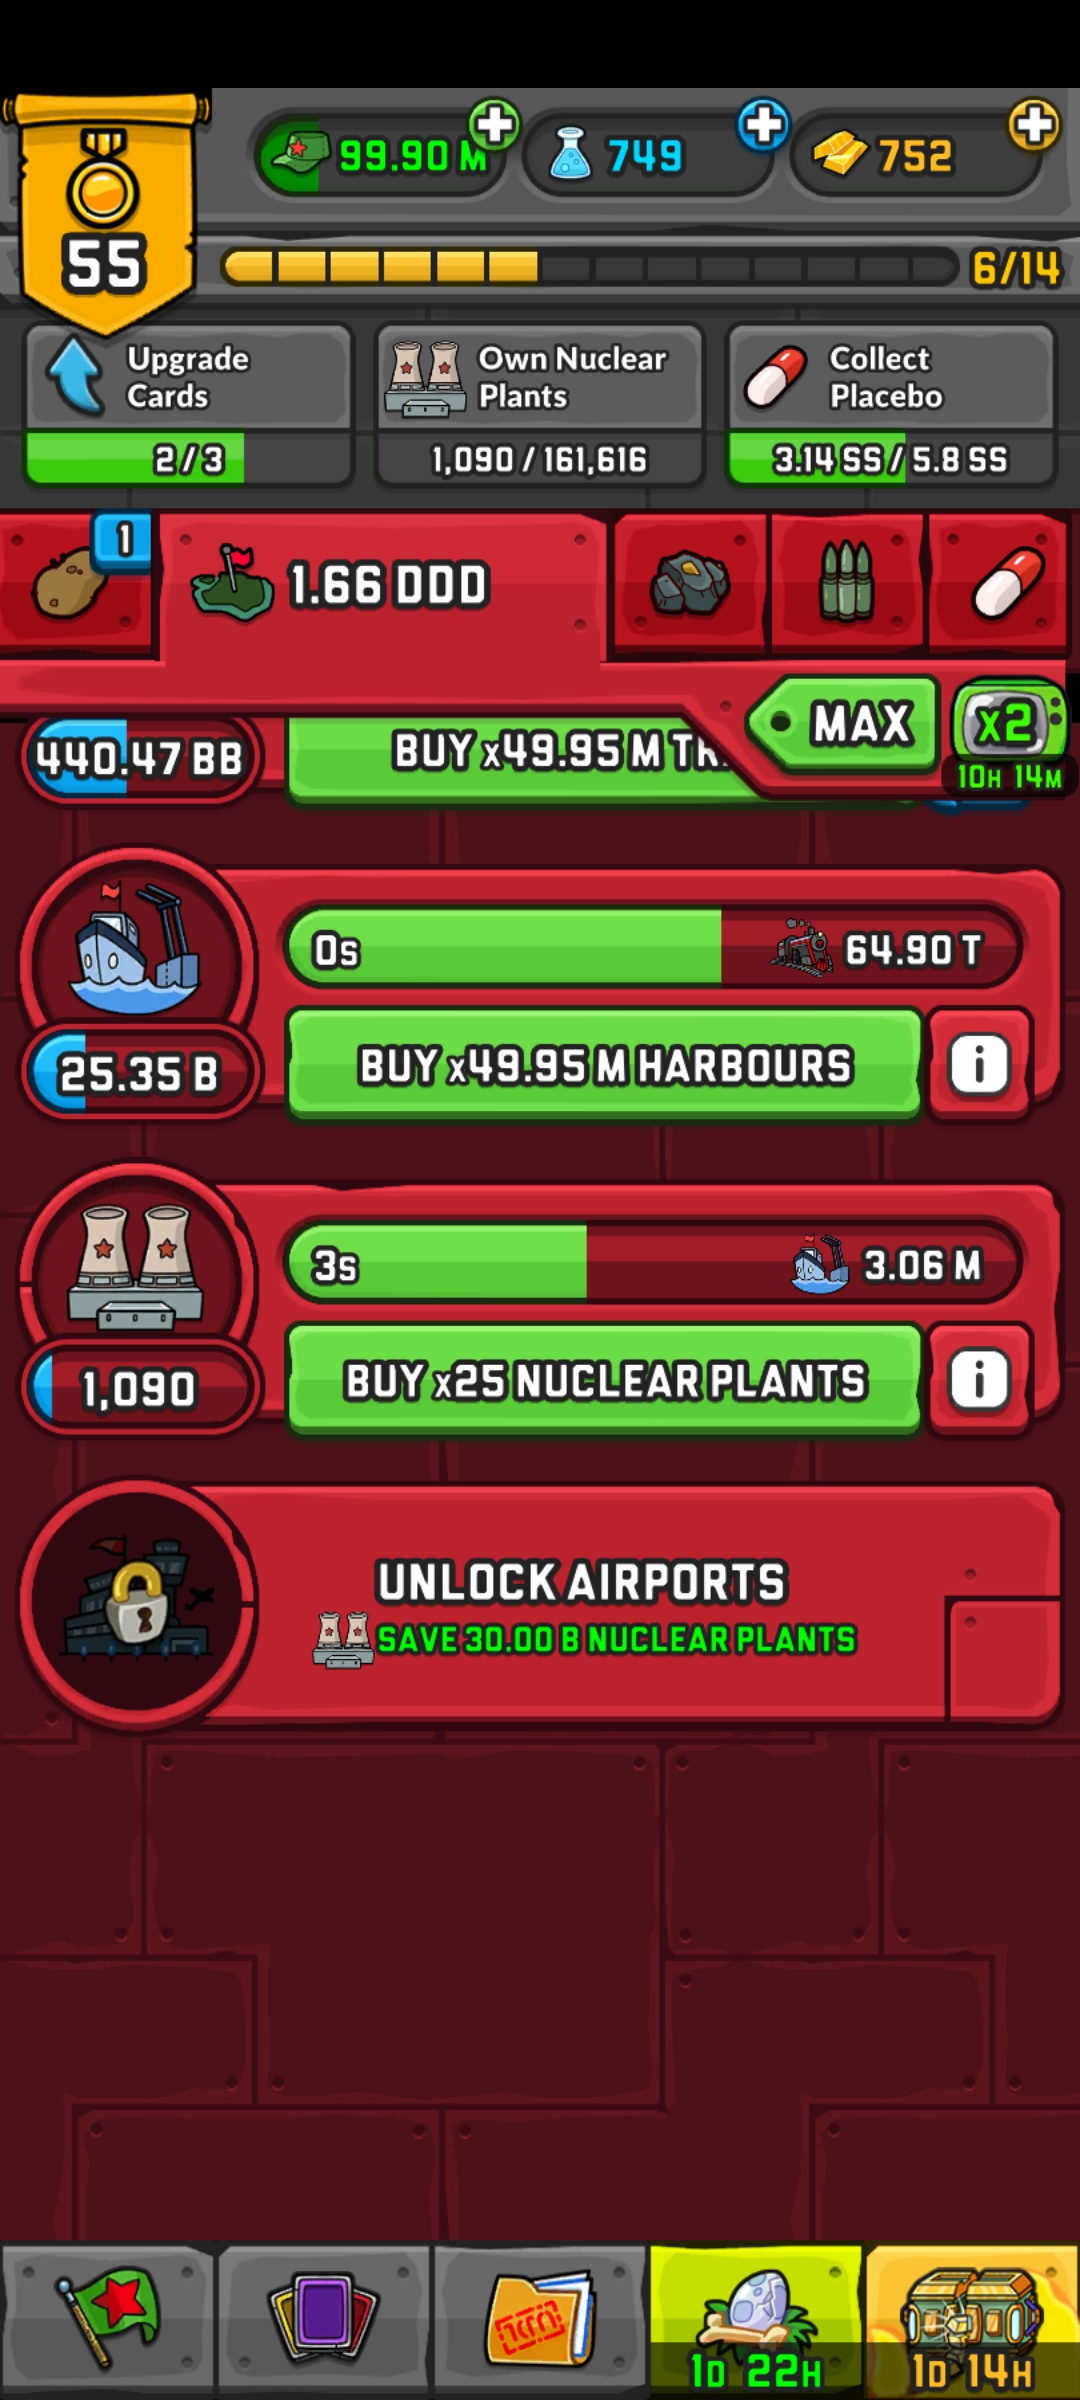 99.90 M
749
752
55
6/14
Upgrade
Cards
2/3
Own Nuclear
Plants
1,090/161,616
Collect
Placebo
3.14 SS/5.8 SS
1
1.66 DDD
MAX
x2
10H 14M
440.47 BB
BUY x49.95 M TR
0s
64.90 T
25.35 B
BUY x49.95 M HARBOURS
i
3s
3.06 M
1,090
BUY x25 NUCLEAR PLANTS
i
UNLOCK AIRPORTS
SAVE 30.00 B NUCLEAR PLANTS
1D 22H
1D 14H